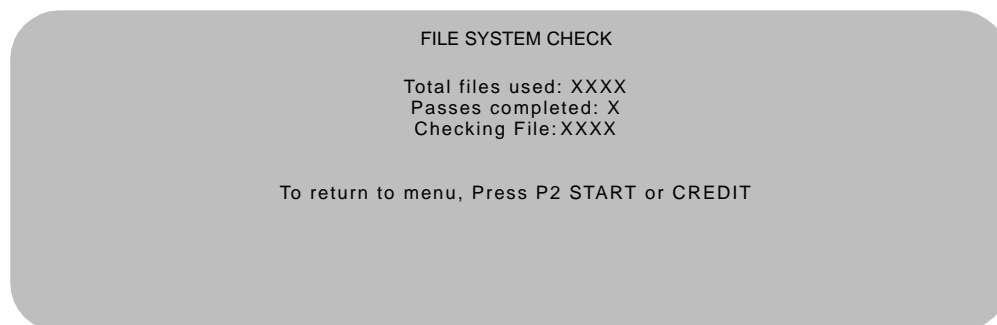 FILE SYSTEM CHECK
Total files used: XXXX
Passes completed: X
Checking File: XXXX
To return to menu, Press P2 START or CREDIT